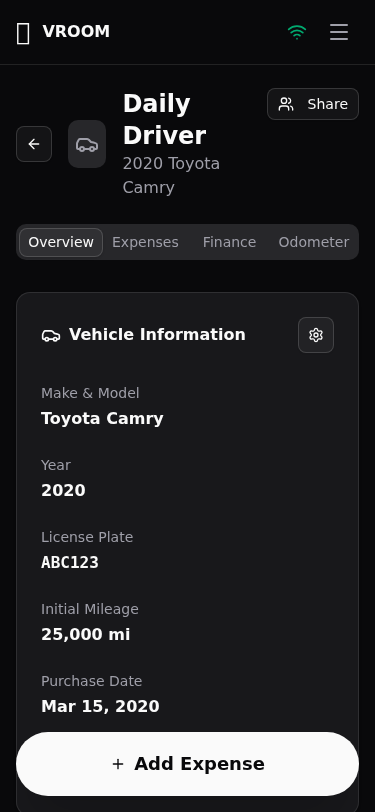 VROOM
Daily
Driver
2020 Toyota
Camry
Share
Overview Expenses Finance Odometer
Vehicle Information
Make & Model
Toyota Camry
Year
2020
License Plate
ABC123
Initial Mileage
25,000 mi
Purchase Date
Mar 15, 2020
+ Add Expense